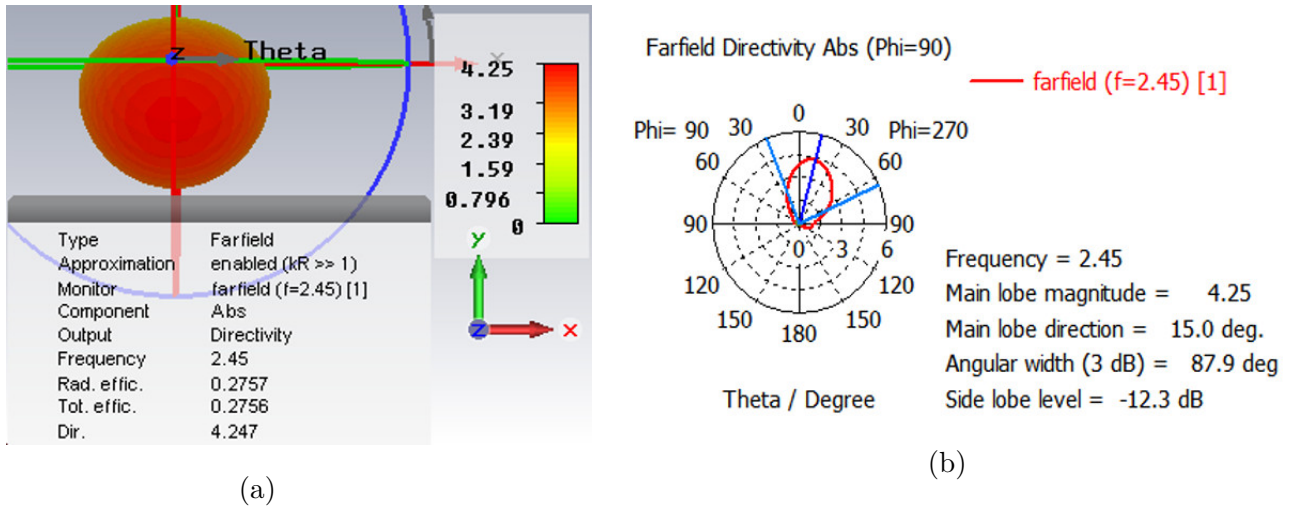 z Theta
x
4.25
3.19
2.39
1.59
0.796
0
Type Farfield
Approximation enabled (kR >> 1)
Monitor farfield (f=2.45) [1]
Component Abs
Output Directivity
Frequency 2.45
Rad. effic. 0.2757
Tot. effic. 0.2756
Dir. 4.247
y
z x
(a)
Farfield Directivity Abs (Phi=90)
farfield (f=2.45) [1]
Phi= 90 30 0 30 Phi=270
60 60
90 90
0 3 6
120 120
150 180 150
Theta / Degree
Frequency = 2.45
Main lobe magnitude = 4.25
Main lobe direction = 15.0 deg.
Angular width (3 dB) = 87.9 deg
Side lobe level = -12.3 dB
(b)